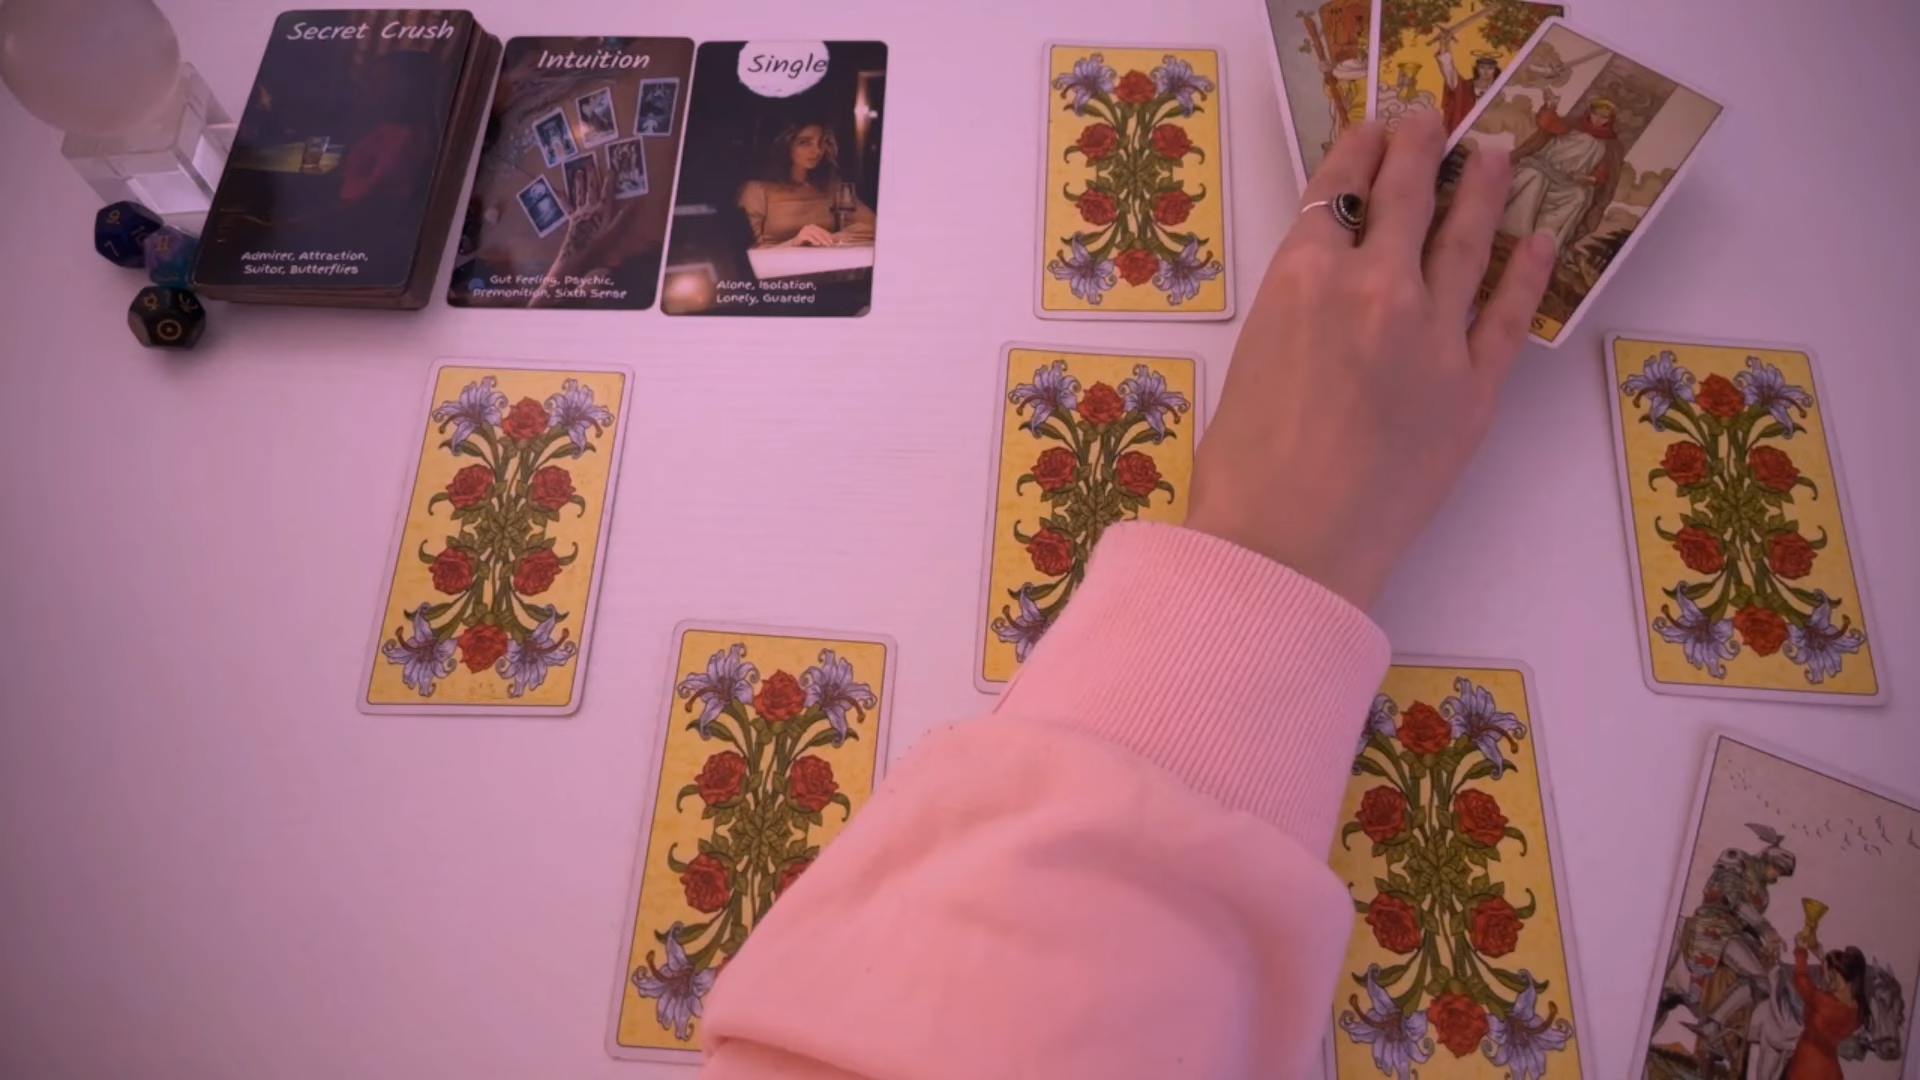 Secret Crush
Admirer, Attraction,
Suitor, Butterflies
Intuition
Gut Feeling, Psychic,
Premonition, Sixth Sense
Single
Alone, Isolation,
Lonely, Guarded